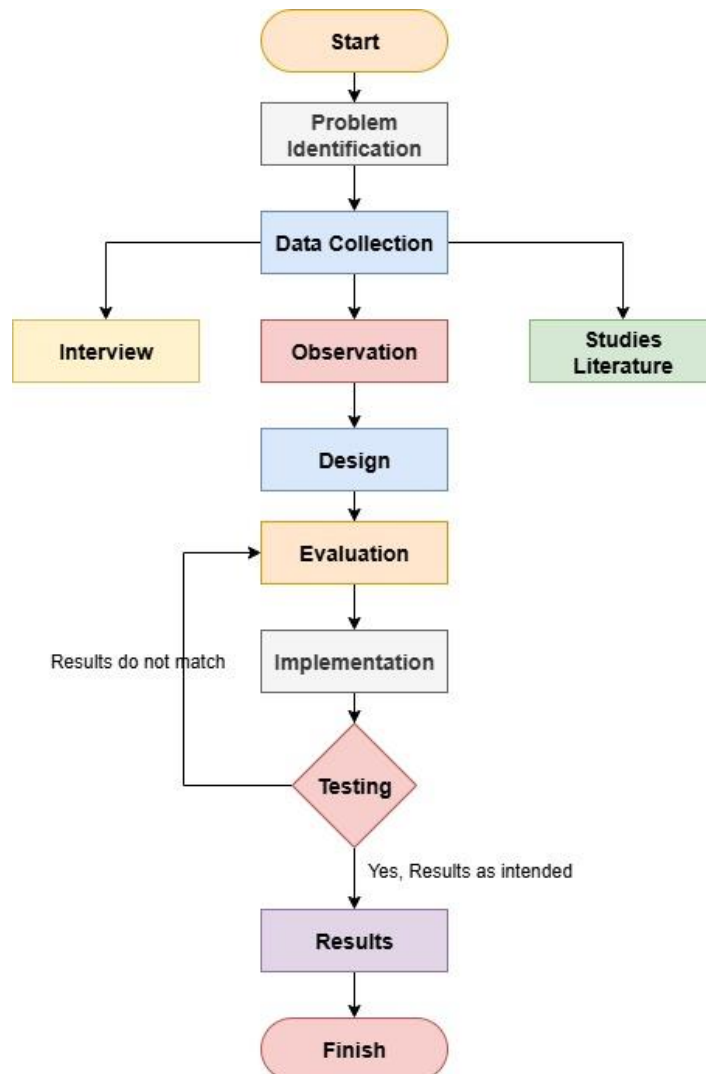 Start
Problem
Identification
Data Collection
Interview
Observation
Studies
Literature
Design
Evaluation
Results do not match
Implementation
Testing
Yes, Results as intended
Results
Finish